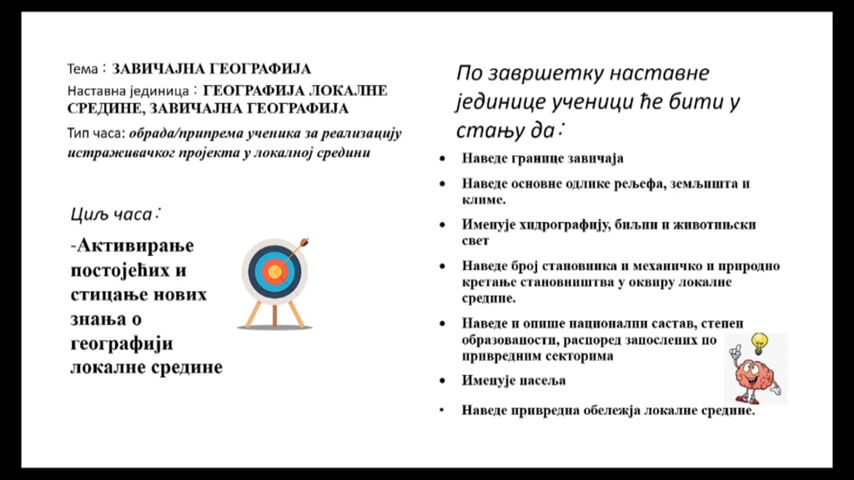 Тема : ЗАВИЧАЈНА ГЕОГРАФИЈА
Наставна јединица : ГЕОГРАФИЈА ЛОКАЛНЕ
СРЕДИНЕ, ЗАВИЧАЈНА ГЕОГРАФИЈА
Тип часа: обрада/припрема ученика за реализацију
истраживачког пројекта у локалној средини
Циљ часа:
-Активирање
постојећих и
стицање нових
знања о
географији
локалне средине
По завршетку наставне
јединице ученици ће бити у
стању да:
• Наведе границе завичаја
• Наведе основне одлике рељефа, земљишта и
климе.
• Именује хидрографију, биљни и животињски
свет
• Наведе број становника и механичко и природно
кретање становништва у оквиру локалне
средине.
• Наведе и опише национални састав, степен
образованости, распоред запослених по
привредним секторима
• Именује насеља
• Наведе привредна обележја локалне средине.